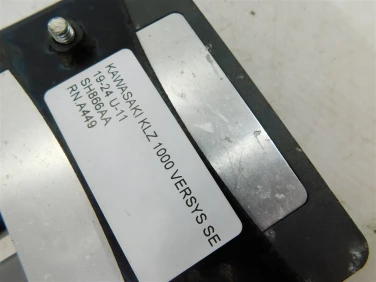 KAWASAKI KLZ 1000 VERSYS SE
19-24 U-11
SH866AA
RN A449